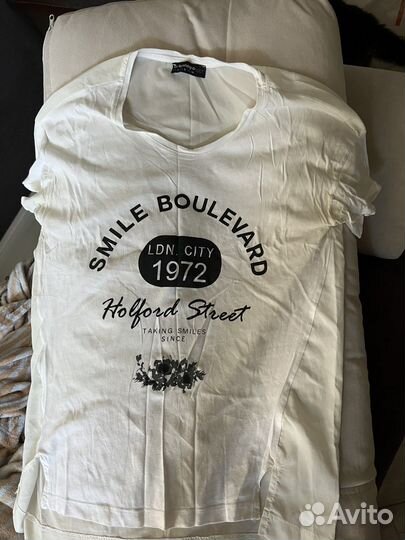 SMILE BOULEVARD
LDN. CITY
1972
Holford Street
TAKING SMILES
SINCE
Avito